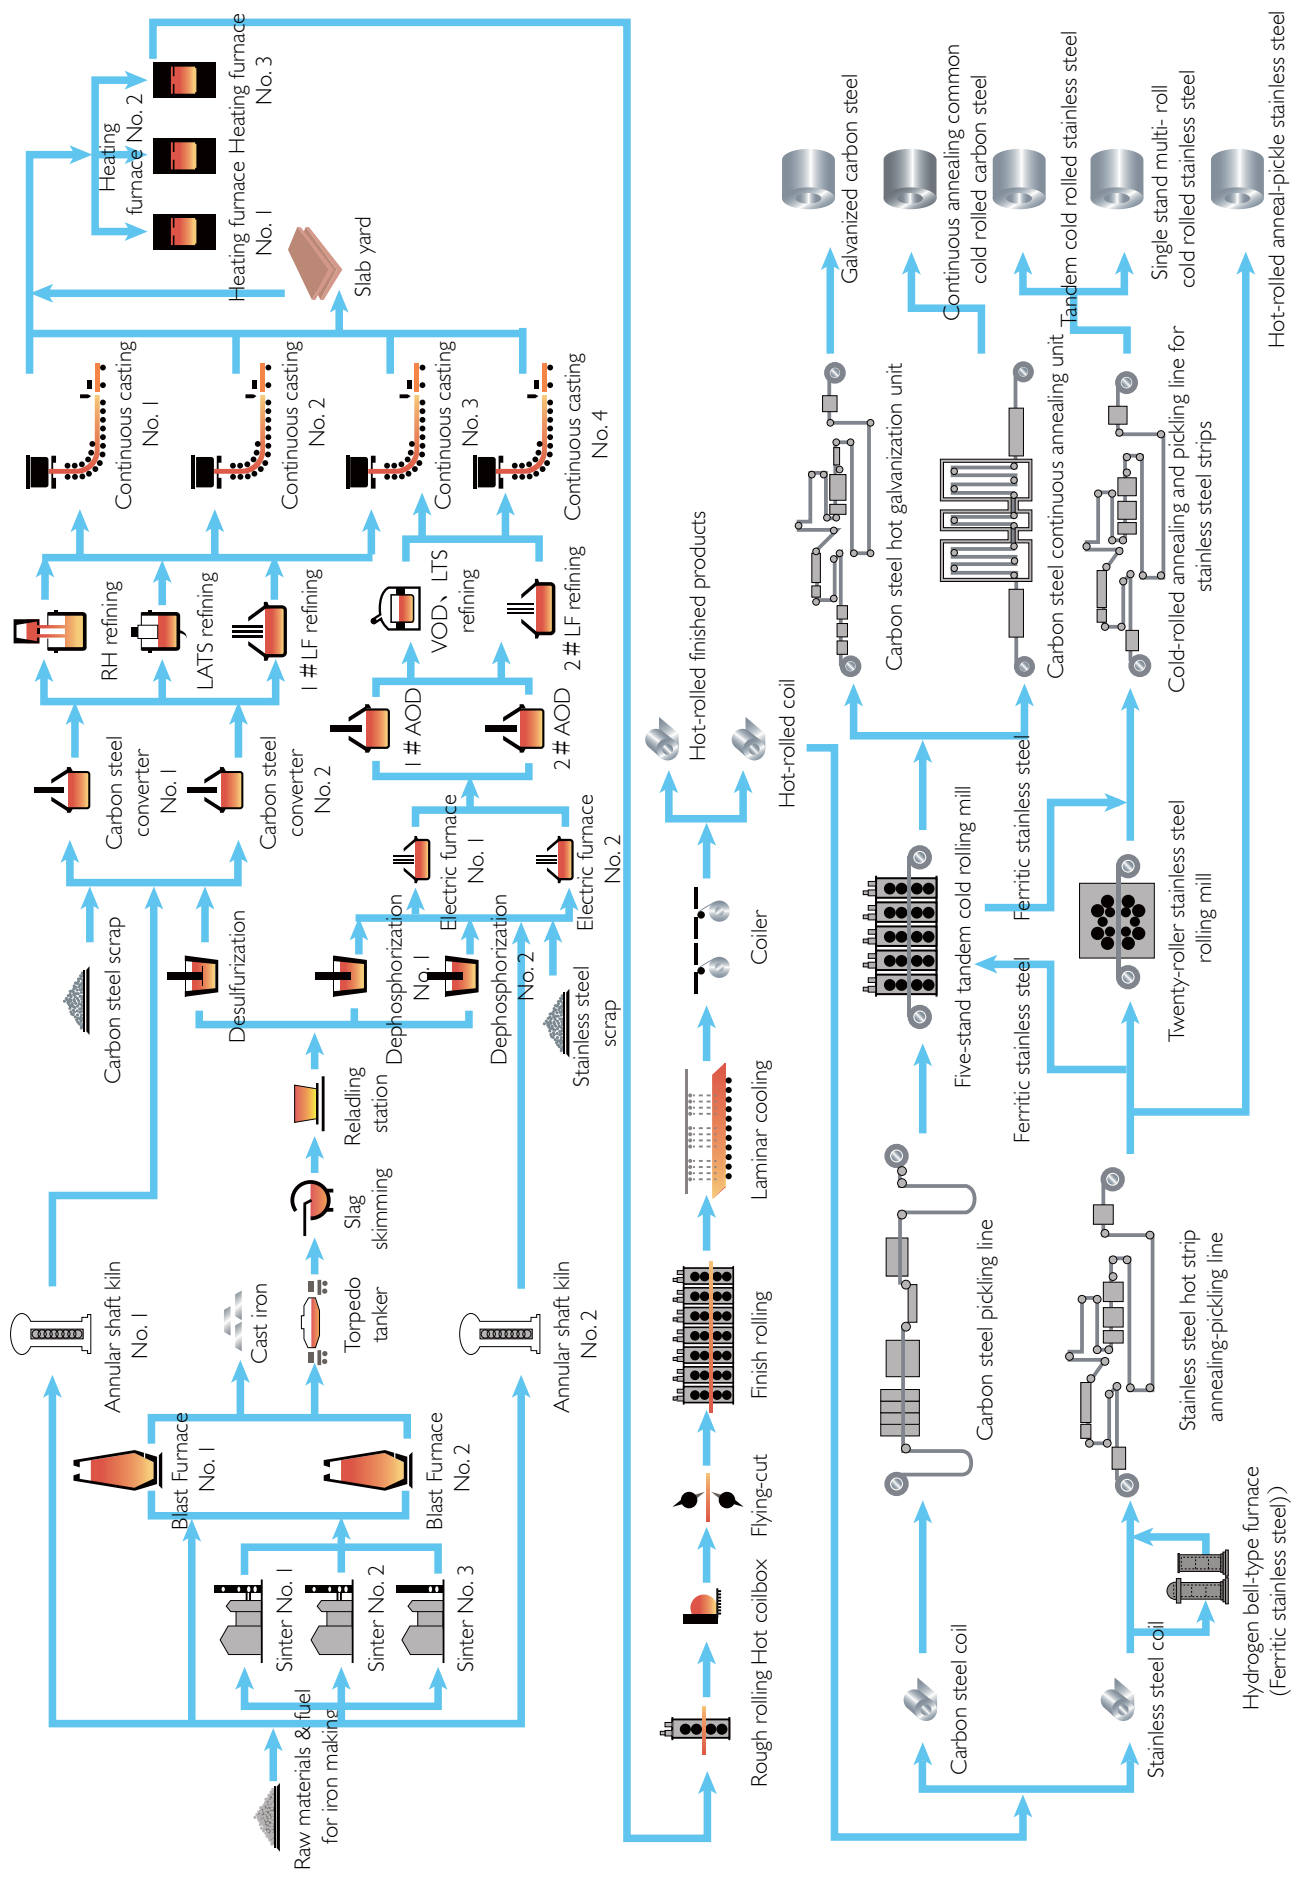 Raw materials & fuel
for iron making
Sinter No. 1
Sinter No. 2
Sinter No. 3
Annular shaft kiln
No. 1
Blast Furnace
No. 1
Blast Furnace
No. 2
Annular shaft kiln
No. 2
Cast iron
Torpedo
tanker
Slag
skimming
Reladling
station
Carbon steel scrap
Desulfurization
Dephosphorization
No. 1
Dephosphorization
No. 2
Stainless steel
scrap
Carbon steel
converter
No. 1
Carbon steel
converter
No. 2
Electric furnace
No. 1
Electric furnace
No. 2
RH refining
LATS refining
1 # LF refining
1 # AOD
2 # AOD
VOD、LTS
refining
2 # LF refining
Continuous casting
No. 1
Continuous casting
No. 2
Continuous casting
No. 3
Continuous casting
No. 4
Slab yard
Heating furnace
No. 1
Heating
furnace No. 2
Heating furnace
No. 3
Rough rolling
Hot coilbox
Flying-cut
Finish rolling
Laminar cooling
Coiler
Hot-rolled finished products
Hot-rolled coil
Carbon steel coil
Carbon steel pickling line
Five-stand tandem cold rolling mill
Carbon steel hot galvanization unit
Galvanized carbon steel
Carbon steel continuous annealing unit
Continuous annealing common
cold rolled carbon steel
Stainless steel coil
Hydrogen bell-type furnace
(Ferritic stainless steel))
Stainless steel hot strip
annealing-pickling line
Ferritic stainless steel
Ferritic stainless steel
Twenty-roller stainless steel
rolling mill
Cold-rolled annealing and pickling line for
stainless steel strips
Tandem cold rolled stainless steel
Single stand multi- roll
cold rolled stainless steel
Hot-rolled anneal-pickle stainless steel